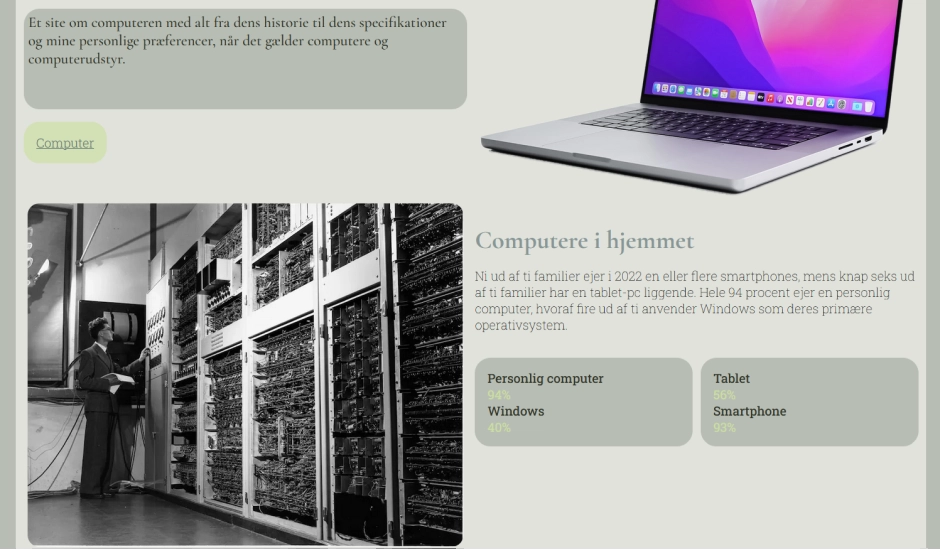 Et site om computeren med alt fra dens historie til dens specifikationer
og mine personlige præferencer, når det gælder computere og
computerudstyr.
Computer
Computere i hjemmet
Ni ud af ti familier ejer i 2022 en eller flere smartphones, mens knap seks ud
af ti familier har en tablet-pc liggende. Hele 94 procent ejer en personlig
computer, hvoraf fire ud af ti anvender Windows som deres primære
operativsystem.
Personlig computer
94%
Windows
40%
Tablet
56%
Smartphone
93%